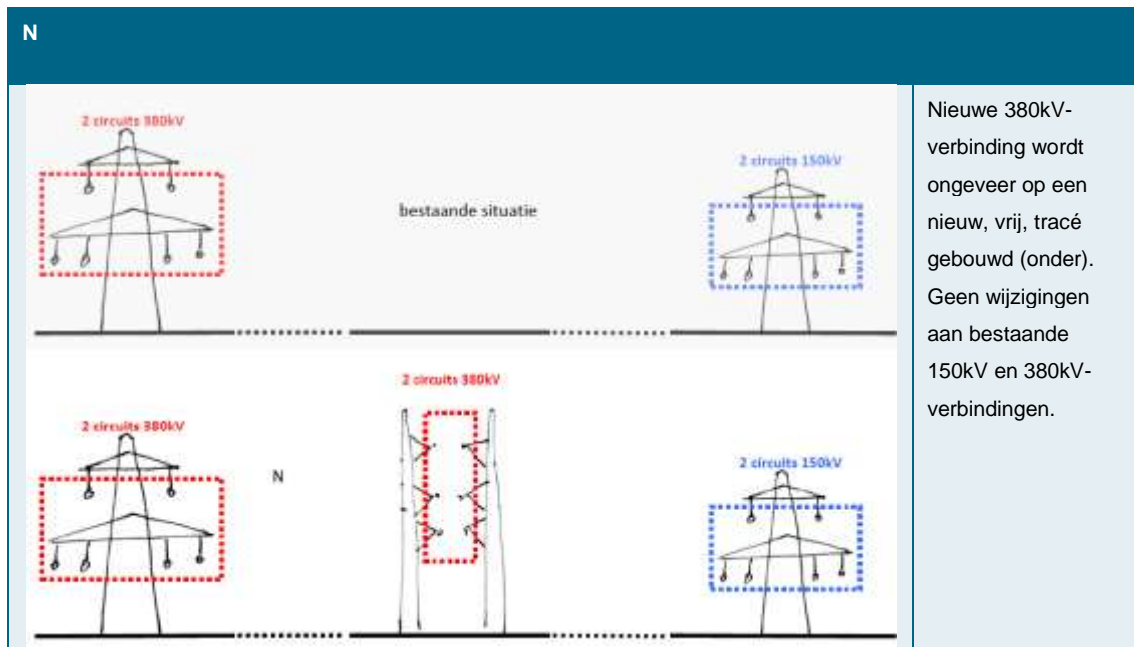 N
2 circuits 380kV
2 circuits 150kV
bestaande situatie
2 circuits 380kV
2 circuits 380kV
N
2 circuits 150kV
Nieuwe 380kV-
verbinding wordt
ongeveer op een
nieuw, vrij, tracé
gebouwd (onder).
Geen wijzigingen
aan bestaande
150kV en 380kV-
verbindingen.